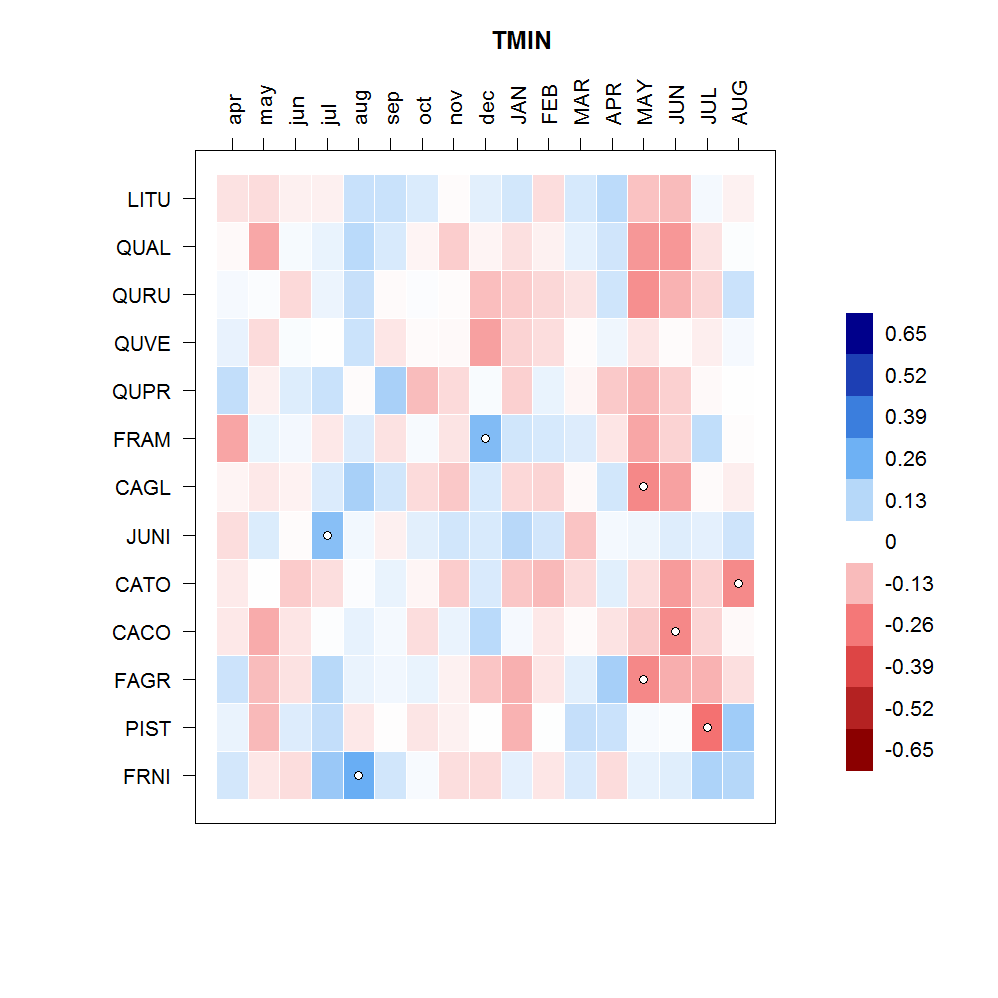 TMIN
apr may jun jul aug sep oct nov dec JAN FEB MAR APR MAY JUN JUL AUG
LITU
QUAL
QURU
QUVE
QUPR
FRAM
CAGL
JUNI
CATO
CACO
FAGR
PIST
FRNI
0.65
0.52
0.39
0.26
0.13
0
-0.13
-0.26
-0.39
-0.52
-0.65